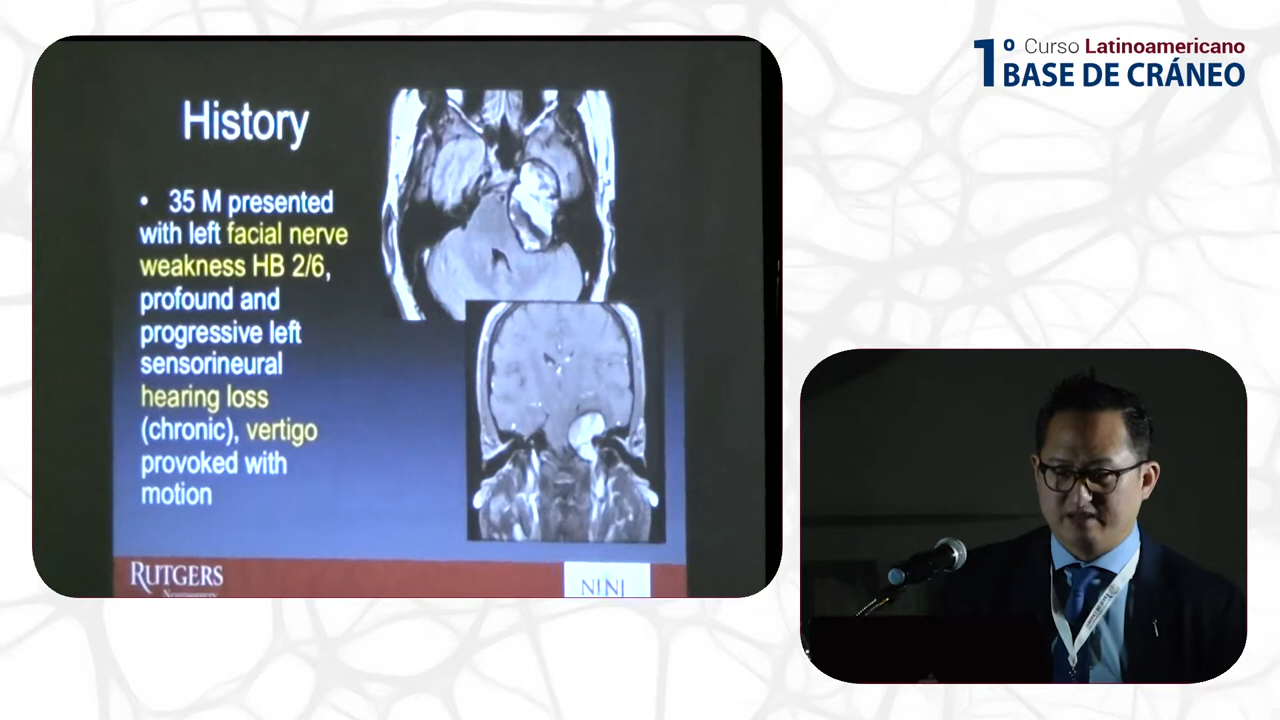 1º Curso Latinoamericano
BASE DE CRÁNEO
History
• 35 M presented
with left facial nerve
weakness HB 2/6,
profound and
progressive left
sensorineural
hearing loss
(chronic), vertigo
provoked with
motion
RUTGERS
Neurosurgery